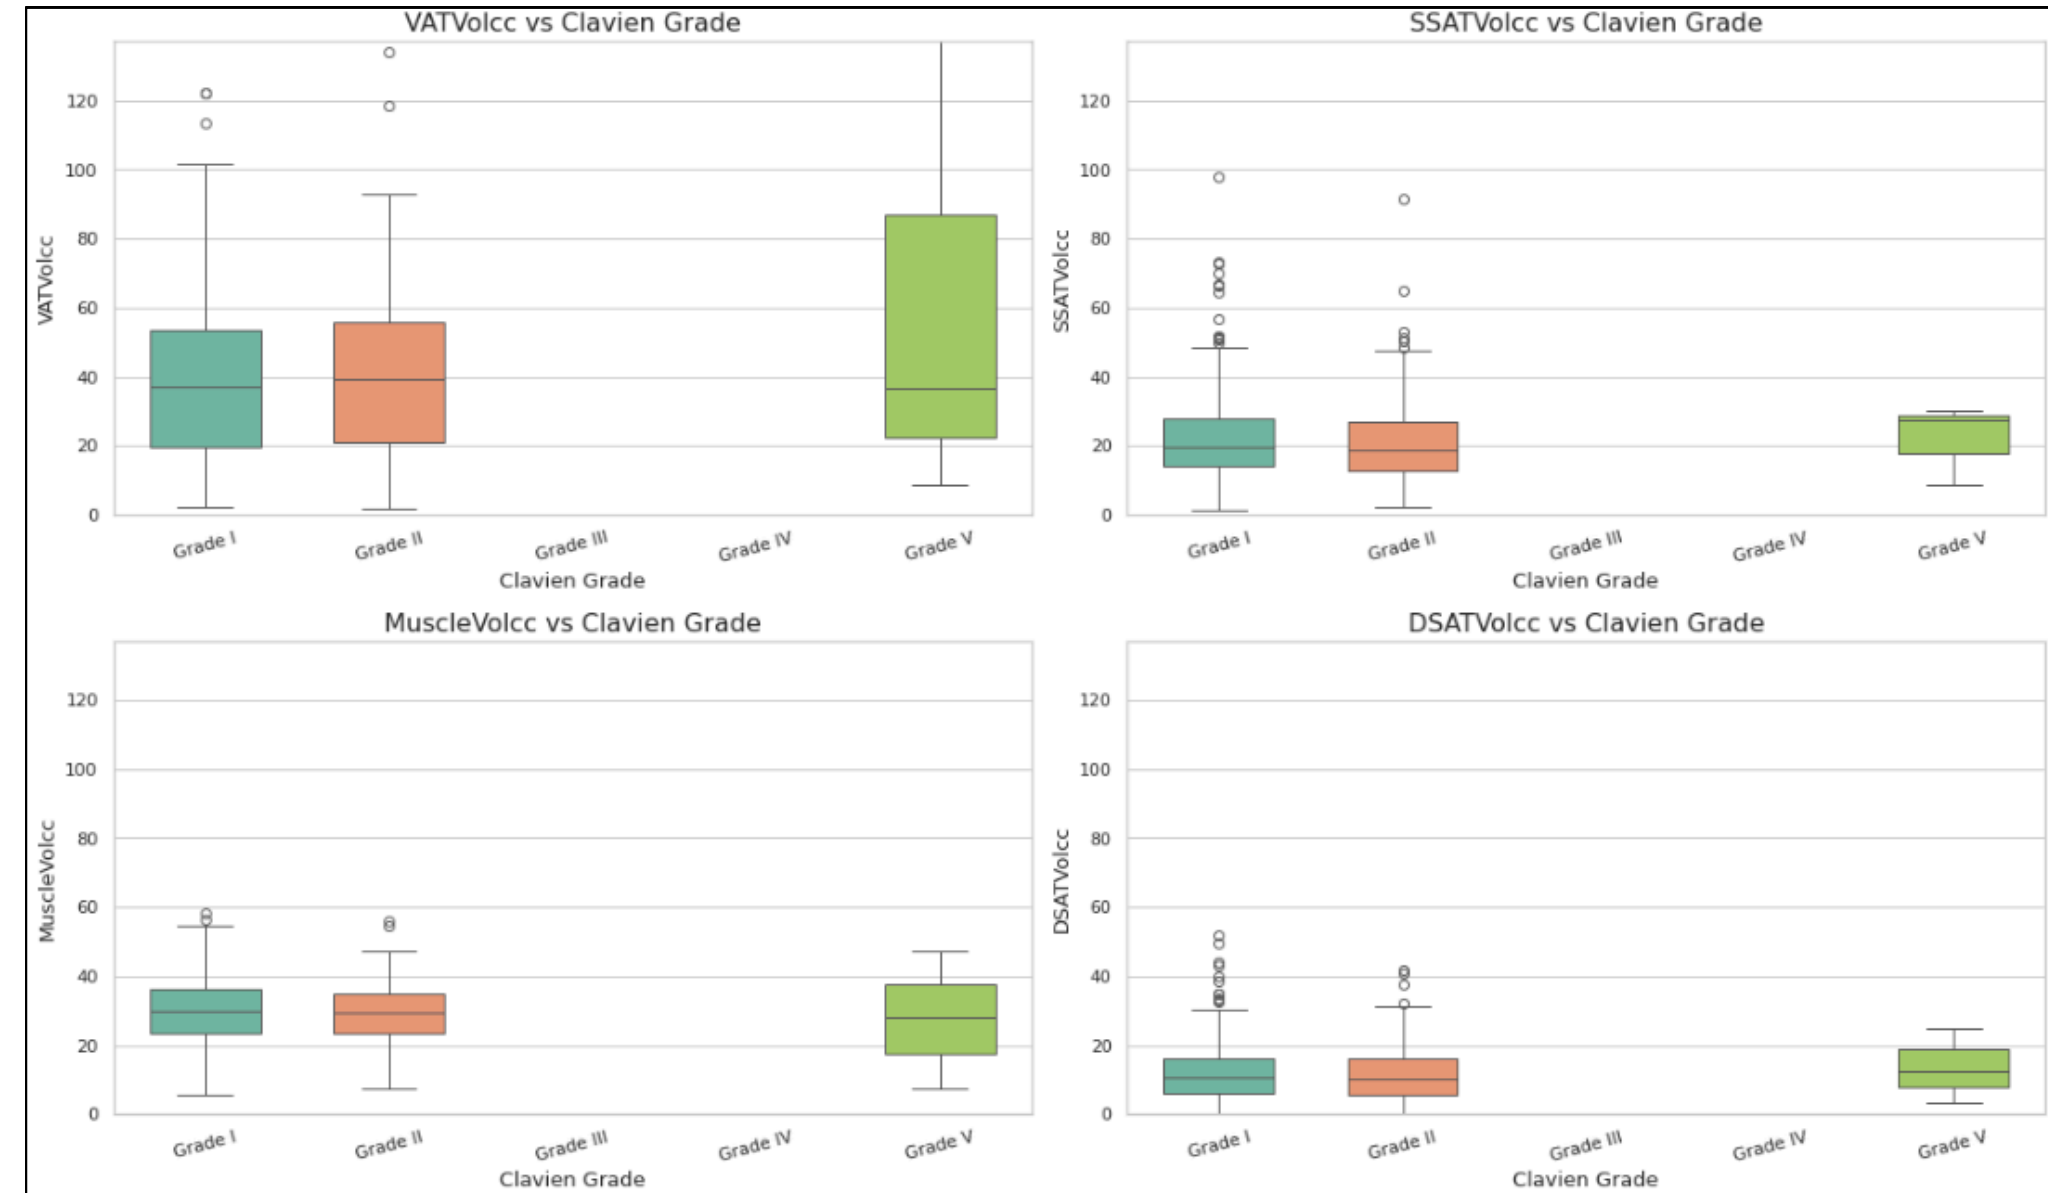 VATVolcc vs Clavien Grade
VATVolcc
120
100
80
60
40
20
0
Grade I
Grade II
Grade III
Grade IV
Grade V
Clavien Grade
SSATVolcc vs Clavien Grade
SSATVolcc
120
100
80
60
40
20
0
Grade I
Grade II
Grade III
Grade IV
Grade V
Clavien Grade
MuscleVolcc vs Clavien Grade
MuscleVolcc
120
100
80
60
40
20
0
Grade I
Grade II
Grade III
Grade IV
Grade V
Clavien Grade
DSATVolcc vs Clavien Grade
DSATVolcc
120
100
80
60
40
20
0
Grade I
Grade II
Grade III
Grade IV
Grade V
Clavien Grade